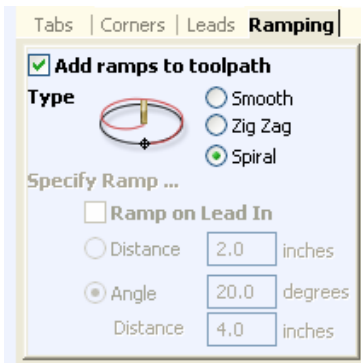 Tabs | Corners | Leads Ramping
Add ramps to toolpath
Type Smooth
Zig Zag
Spiral
Specify Ramp ...
Ramp on Lead In
Distance 2.0 inches
Angle 20.0 degrees
Distance 4.0 inches